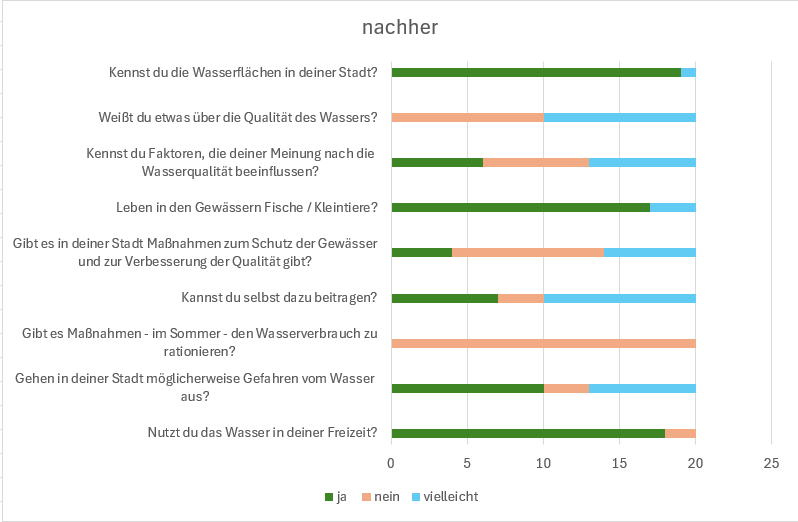 nachher
Kennst du die Wasserflächen in deiner Stadt?
Weißt du etwas über die Qualität des Wassers?
Kennst du Faktoren, die deiner Meinung nach die
Wasserqualität beeinflussen?
Leben in den Gewässern Fische / Kleintiere?
Gibt es in deiner Stadt Maßnahmen zum Schutz der Gewässer
und zur Verbesserung der Qualität gibt?
Kannst du selbst dazu beitragen?
Gibt es Maßnahmen - im Sommer - den Wasserverbrauch zu
rationieren?
Gehen in deiner Stadt möglicherweise Gefahren vom Wasser
aus?
Nutzt du das Wasser in deiner Freizeit?
0 5 10 15 20 25
ja nein vielleicht